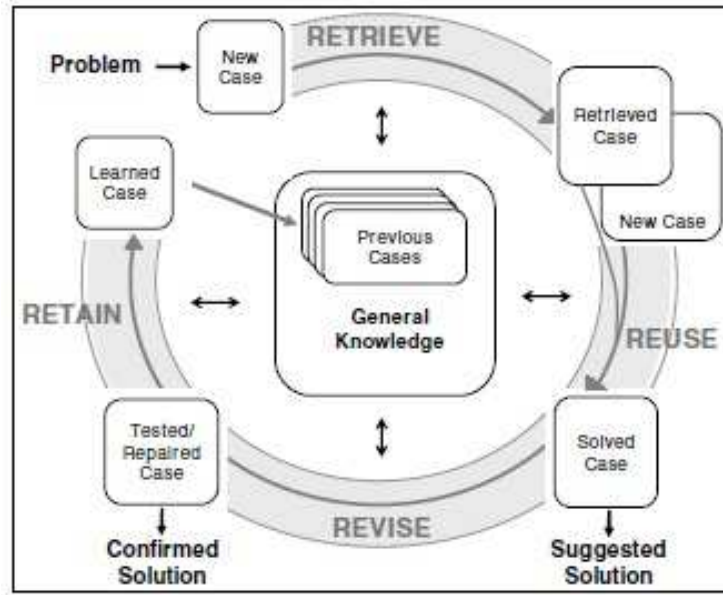 RETRIEVE
Problem
New
Case
Retrieved
Case
New Case
Learned
Case
Previous
Cases
General
Knowledge
RETAIN
REUSE
Tested/
Repaired
Case
Solved
Case
REVISE
Confirmed
Solution
Suggested
Solution